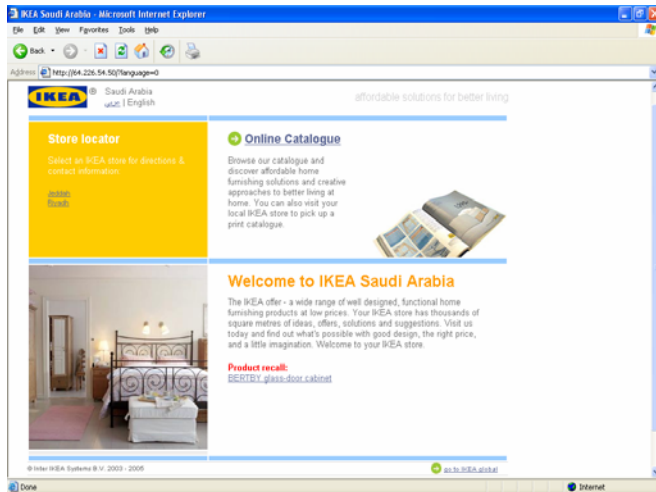 IKEA Saudi Arabia - Microsoft Internet Explorer
File Edit View Favorites Tools Help
Back
Address http://64.226.54.50/?language=0
IKEA ® Saudi Arabia
عربي | English
affordable solutions for better living
Store locator
Select an IKEA store for directions &
contact information
Jeddah
Riyadh
Online Catalogue
Browse our catalogue and
discover affordable home
furnishing solutions and creative
approaches to better living at
home. You can also visit your
local IKEA store to pick up a
print catalogue.
Welcome to IKEA Saudi Arabia
The IKEA offer - a wide range of well designed, functional home
furnishing products at low prices. Your IKEA store has thousands of
square metres of ideas, offers, solutions and suggestions. Visit us
today and find out what's possible with good design, the right price,
and a little imagination. Welcome to your IKEA store.
Product recall:
BERTBY glass-door cabinet
© Inter IKEA Systems B.V. 2003 - 2006
go to IKEA global
Done
Internet